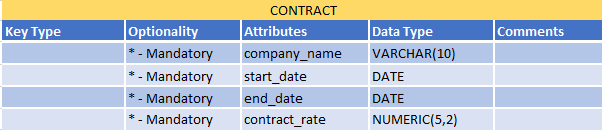 CONTRACT
Key Type Optionality Attributes Data Type Comments
* - Mandatory company_name VARCHAR(10)
* - Mandatory start_date DATE
* - Mandatory end_date DATE
* - Mandatory contract_rate NUMERIC(5,2)